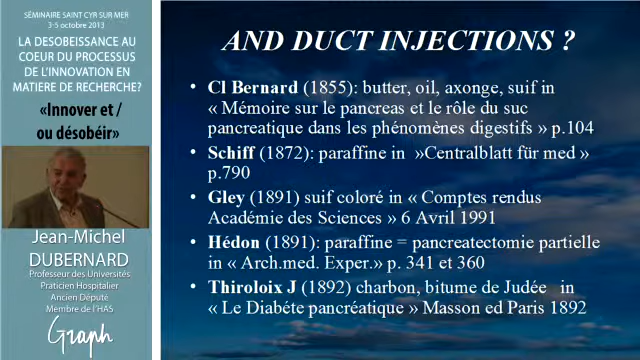 SÉMINAIRE SAINT CYR SUR MER
3-5 octobre 2013
LA DESOBEISSANCE AU
COEUR DU PROCESSUS
DE L'INNOVATION EN
MATIERE DE RECHERCHE?
«Innover et /
ou désobéir»
Jean-Michel
DUBERNARD
Professeur des Universités
Praticien Hospitalier
Ancien Député
Membre de l'HAS
Graph
AND DUCT INJECTIONS ?
• Cl Bernard (1855): butter, oil, axonge, suif in
« Mémoire sur le pancreas et le rôle du suc
pancreatique dans les phénomènes digestifs » p.104
• Schiff (1872): paraffine in »Centralblatt für med »
p.790
• Gley (1891) suif coloré in « Comptes rendus
Académie des Sciences » 6 Avril 1991
• Hédon (1891): paraffine = pancreatectomie partielle
in « Arch.med. Exper.» p. 341 et 360
• Thiroloix J (1892) charbon, bitume de Judée in
« Le Diabéte pancréatique » Masson ed Paris 1892